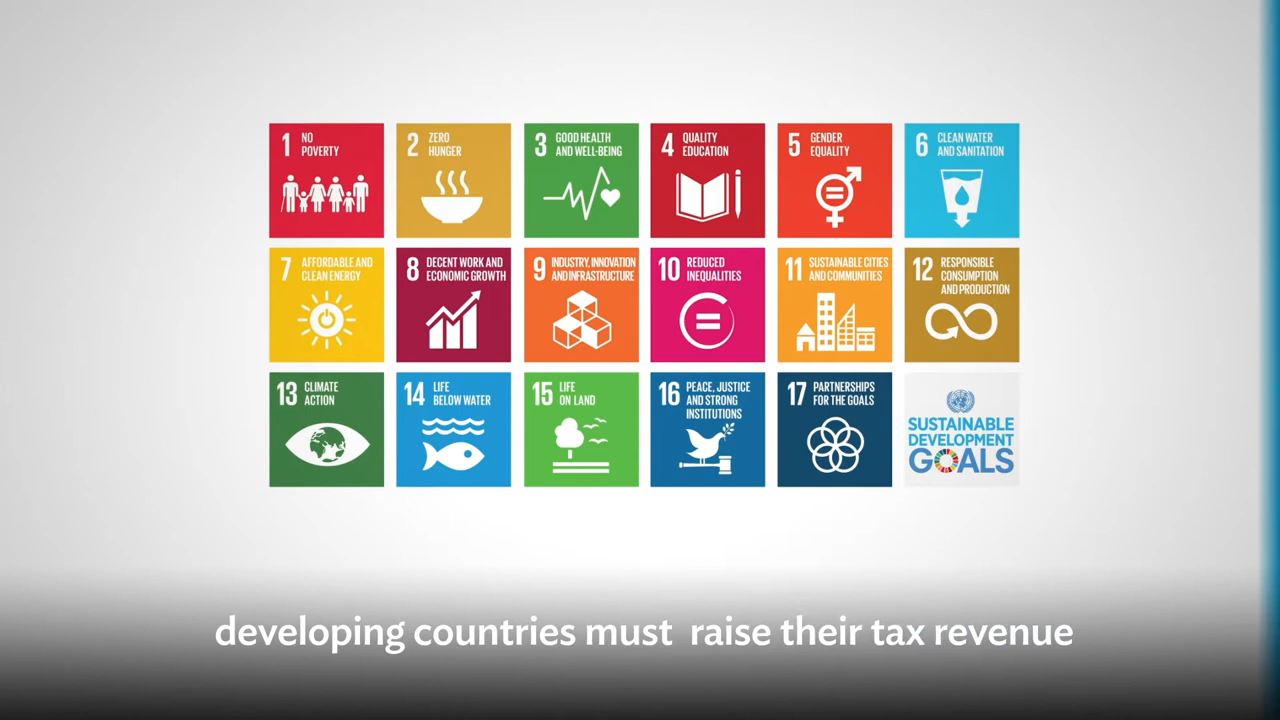 1 NO
POVERTY
2 ZERO
HUNGER
3 GOOD HEALTH
AND WELL-BEING
4 QUALITY
EDUCATION
5 GENDER
EQUALITY
6 CLEAN WATER
AND SANITATION
7 AFFORDABLE AND
CLEAN ENERGY
8 DECENT WORK AND
ECONOMIC GROWTH
9 INDUSTRY, INNOVATION
AND INFRASTRUCTURE
10 REDUCED
INEQUALITIES
11 SUSTAINABLE CITIES
AND COMMUNITIES
12 RESPONSIBLE
CONSUMPTION
AND PRODUCTION
13 CLIMATE
ACTION
14 LIFE
BELOW WATER
15 LIFE
ON LAND
16 PEACE, JUSTICE
AND STRONG
INSTITUTIONS
17 PARTNERSHIPS
FOR THE GOALS
SUSTAINABLE
DEVELOPMENT
GOALS
developing countries must raise their tax revenue